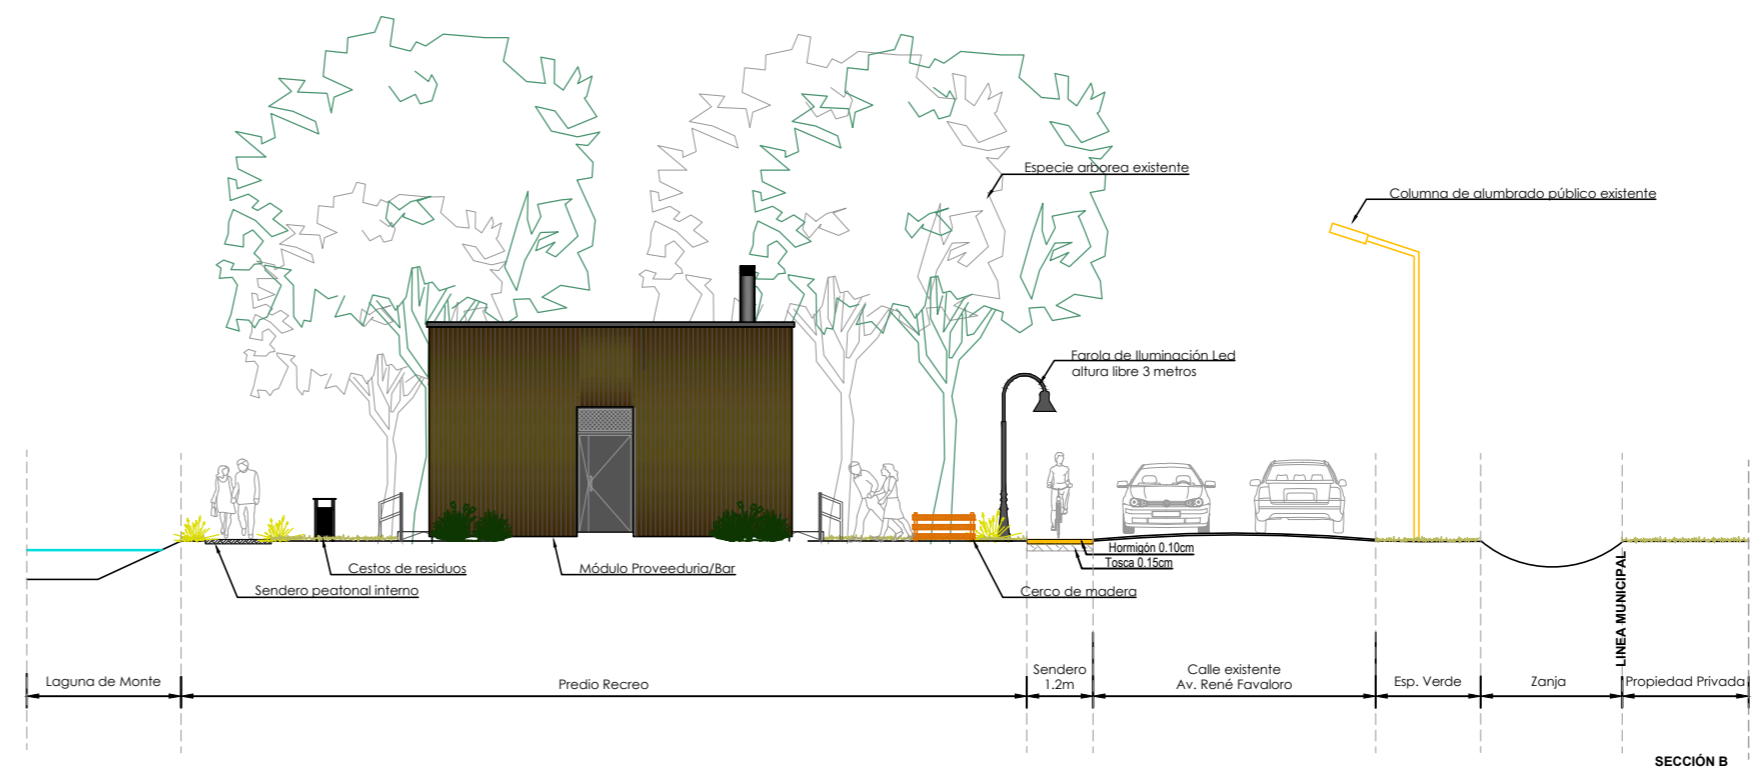 Especie arborea existente
Columna de alumbrado público existente
Farola de Iluminación Led
altura libre 3 metros
Hormigón 0.10cm
Tosca 0.15cm
Cestos de residuos
Módulo Proveeduria/Bar
Sendero peatonal interno
Cerco de madera
LINEA MUNICIPAL
Laguna de Monte
Predio Recreo
Sendero
1.2m
Calle existente
Av. René Favaloro
Esp. Verde
Zanja
Propiedad Privada
SECCIÓN B